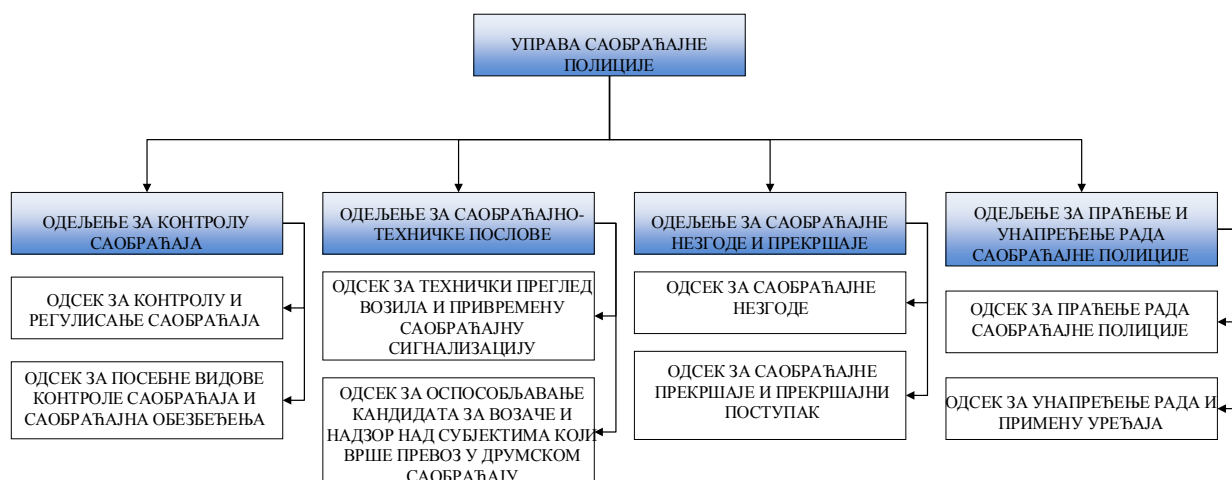 УПРАВА САОБРАЋАЈНЕ
ПОЛИЦИЈЕ
ОДЕЉЕЊЕ ЗА КОНТРОЛУ
САОБРАЋАЈА
ОДСЕК ЗА КОНТРОЛУ И
РЕГУЛИСАЊЕ САОБРАЋАЈА
ОДСЕК ЗА ПОСЕБНЕ ВИДОВЕ
КОНТРОЛЕ САОБРАЋАЈА И
САОБРАЋАЈНА ОБЕЗБЕЂЕЊА
ОДЕЉЕЊЕ ЗА САОБРАЋАЈНО-
ТЕХНИЧКЕ ПОСЛОВЕ
ОДСЕК ЗА ТЕХНИЧКИ ПРЕГЛЕД
ВОЗИЛА И ПРИВРЕМЕНУ
САОБРАЋАЈНУ
СИГНАЛИЗАЦИЈУ
ОДСЕК ЗА ОСПОСОБЉАВАЊЕ
КАНДИДАТА ЗА ВОЗАЧЕ И
НАДЗОР НАД СУБЈЕКТИМА КОЈИ
ВРШЕ ПРЕВОЗ У ДРУМСКОМ
САОБРАЋАЈУ
ОДЕЉЕЊЕ ЗА САОБРАЋАЈНЕ
НЕЗГОДЕ И ПРЕКРШАЈЕ
ОДСЕК ЗА САОБРАЋАЈНЕ
НЕЗГОДЕ
ОДСЕК ЗА САОБРАЋАЈНЕ
ПРЕКРШАЈЕ И ПРЕКРШАЈНИ
ПОСТУПАК
ОДЕЉЕЊЕ ЗА ПРАЋЕЊЕ И
УНАПРЕЂЕЊЕ РАДА
САОБРАЋАЈНЕ ПОЛИЦИЈЕ
ОДСЕК ЗА ПРАЋЕЊЕ РАДА
САОБРАЋАЈНЕ ПОЛИЦИЈЕ
ОДСЕК ЗА УНАПРЕЂЕЊЕ РАДА И
ПРИМЕНУ УРЕЂАЈА